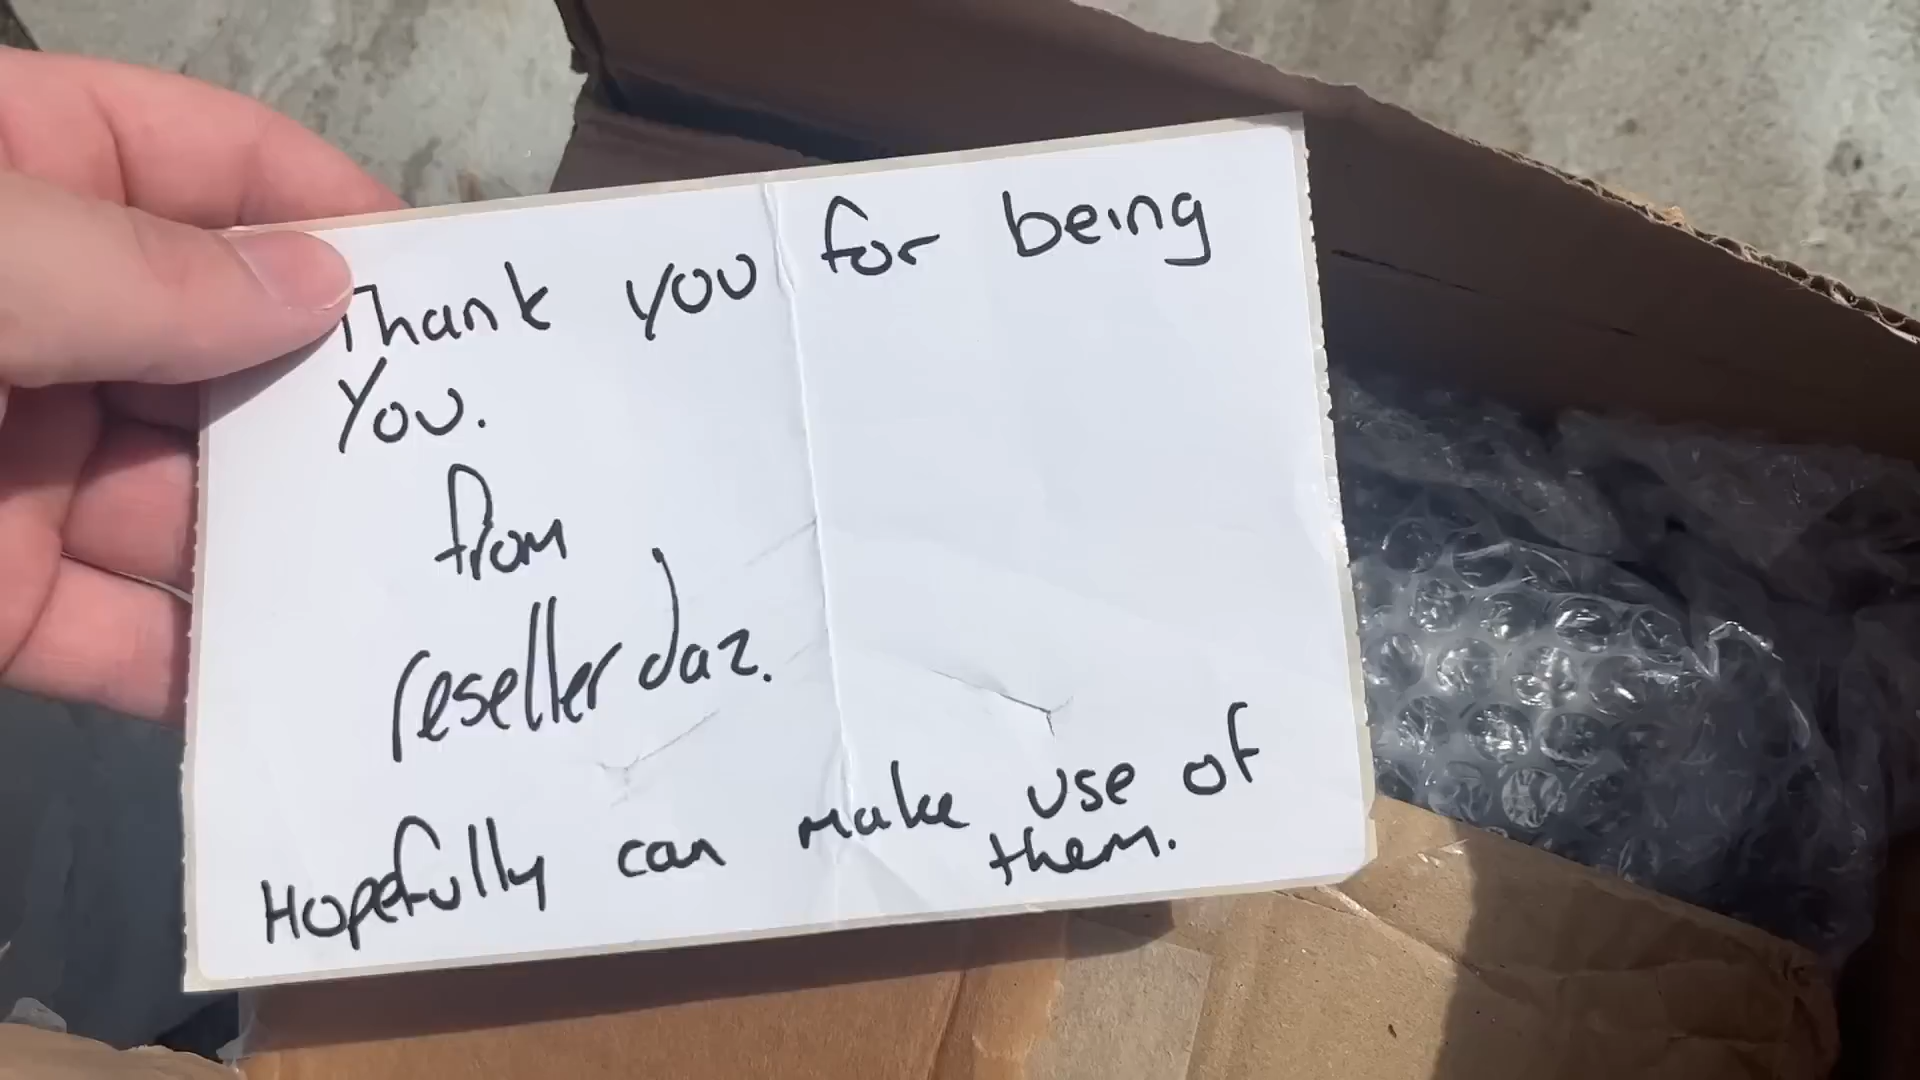 Thank you for being
You.
from
resellerdaz.
Hopefully can make use of
them.